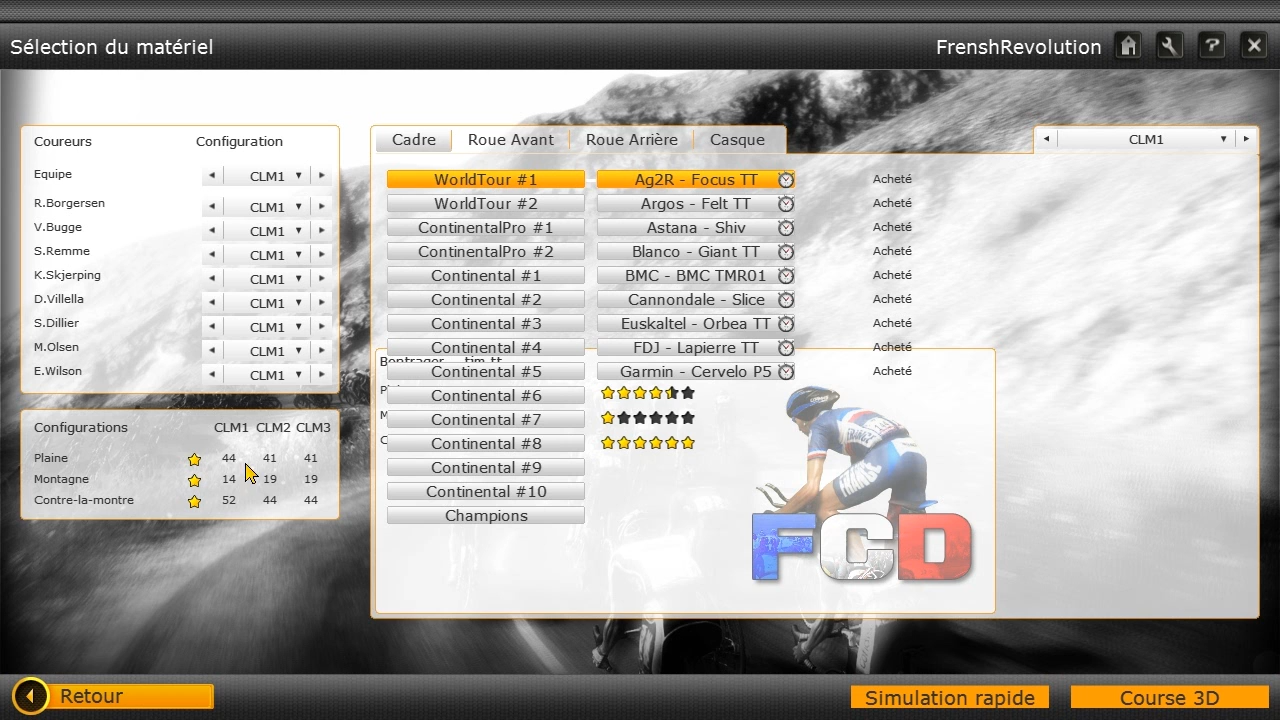 Sélection du matériel
FrenshRevolution
Coureurs Configuration
Equipe CLM1
R.Borgersen CLM1
V.Bugge CLM1
S.Remme CLM1
K.Skjerping CLM1
D.Villella CLM1
S.Dillier CLM1
M.Olsen CLM1
E.Wilson CLM1
Configurations CLM1 CLM2 CLM3
Plaine 44 41 41
Montagne 14 19 19
Contre-la-montre 52 44 44
Cadre Roue Avant Roue Arrière Casque
CLM1
WorldTour #1 Ag2R - Focus TT Acheté
WorldTour #2 Argos - Felt TT Acheté
ContinentalPro #1 Astana - Shiv Acheté
ContinentalPro #2 Blanco - Giant TT Acheté
Continental #1 BMC - BMC TMR01 Acheté
Continental #2 Cannondale - Slice Acheté
Continental #3 Euskaltel - Orbea TT Acheté
Continental #4 FDJ - Lapierre TT Acheté
Continental #5 Garmin - Cervelo P5 Acheté
Continental #6
Continental #7
Continental #8
Continental #9
Continental #10
Champions
FRANCE
FCD
Retour
Simulation rapide
Course 3D